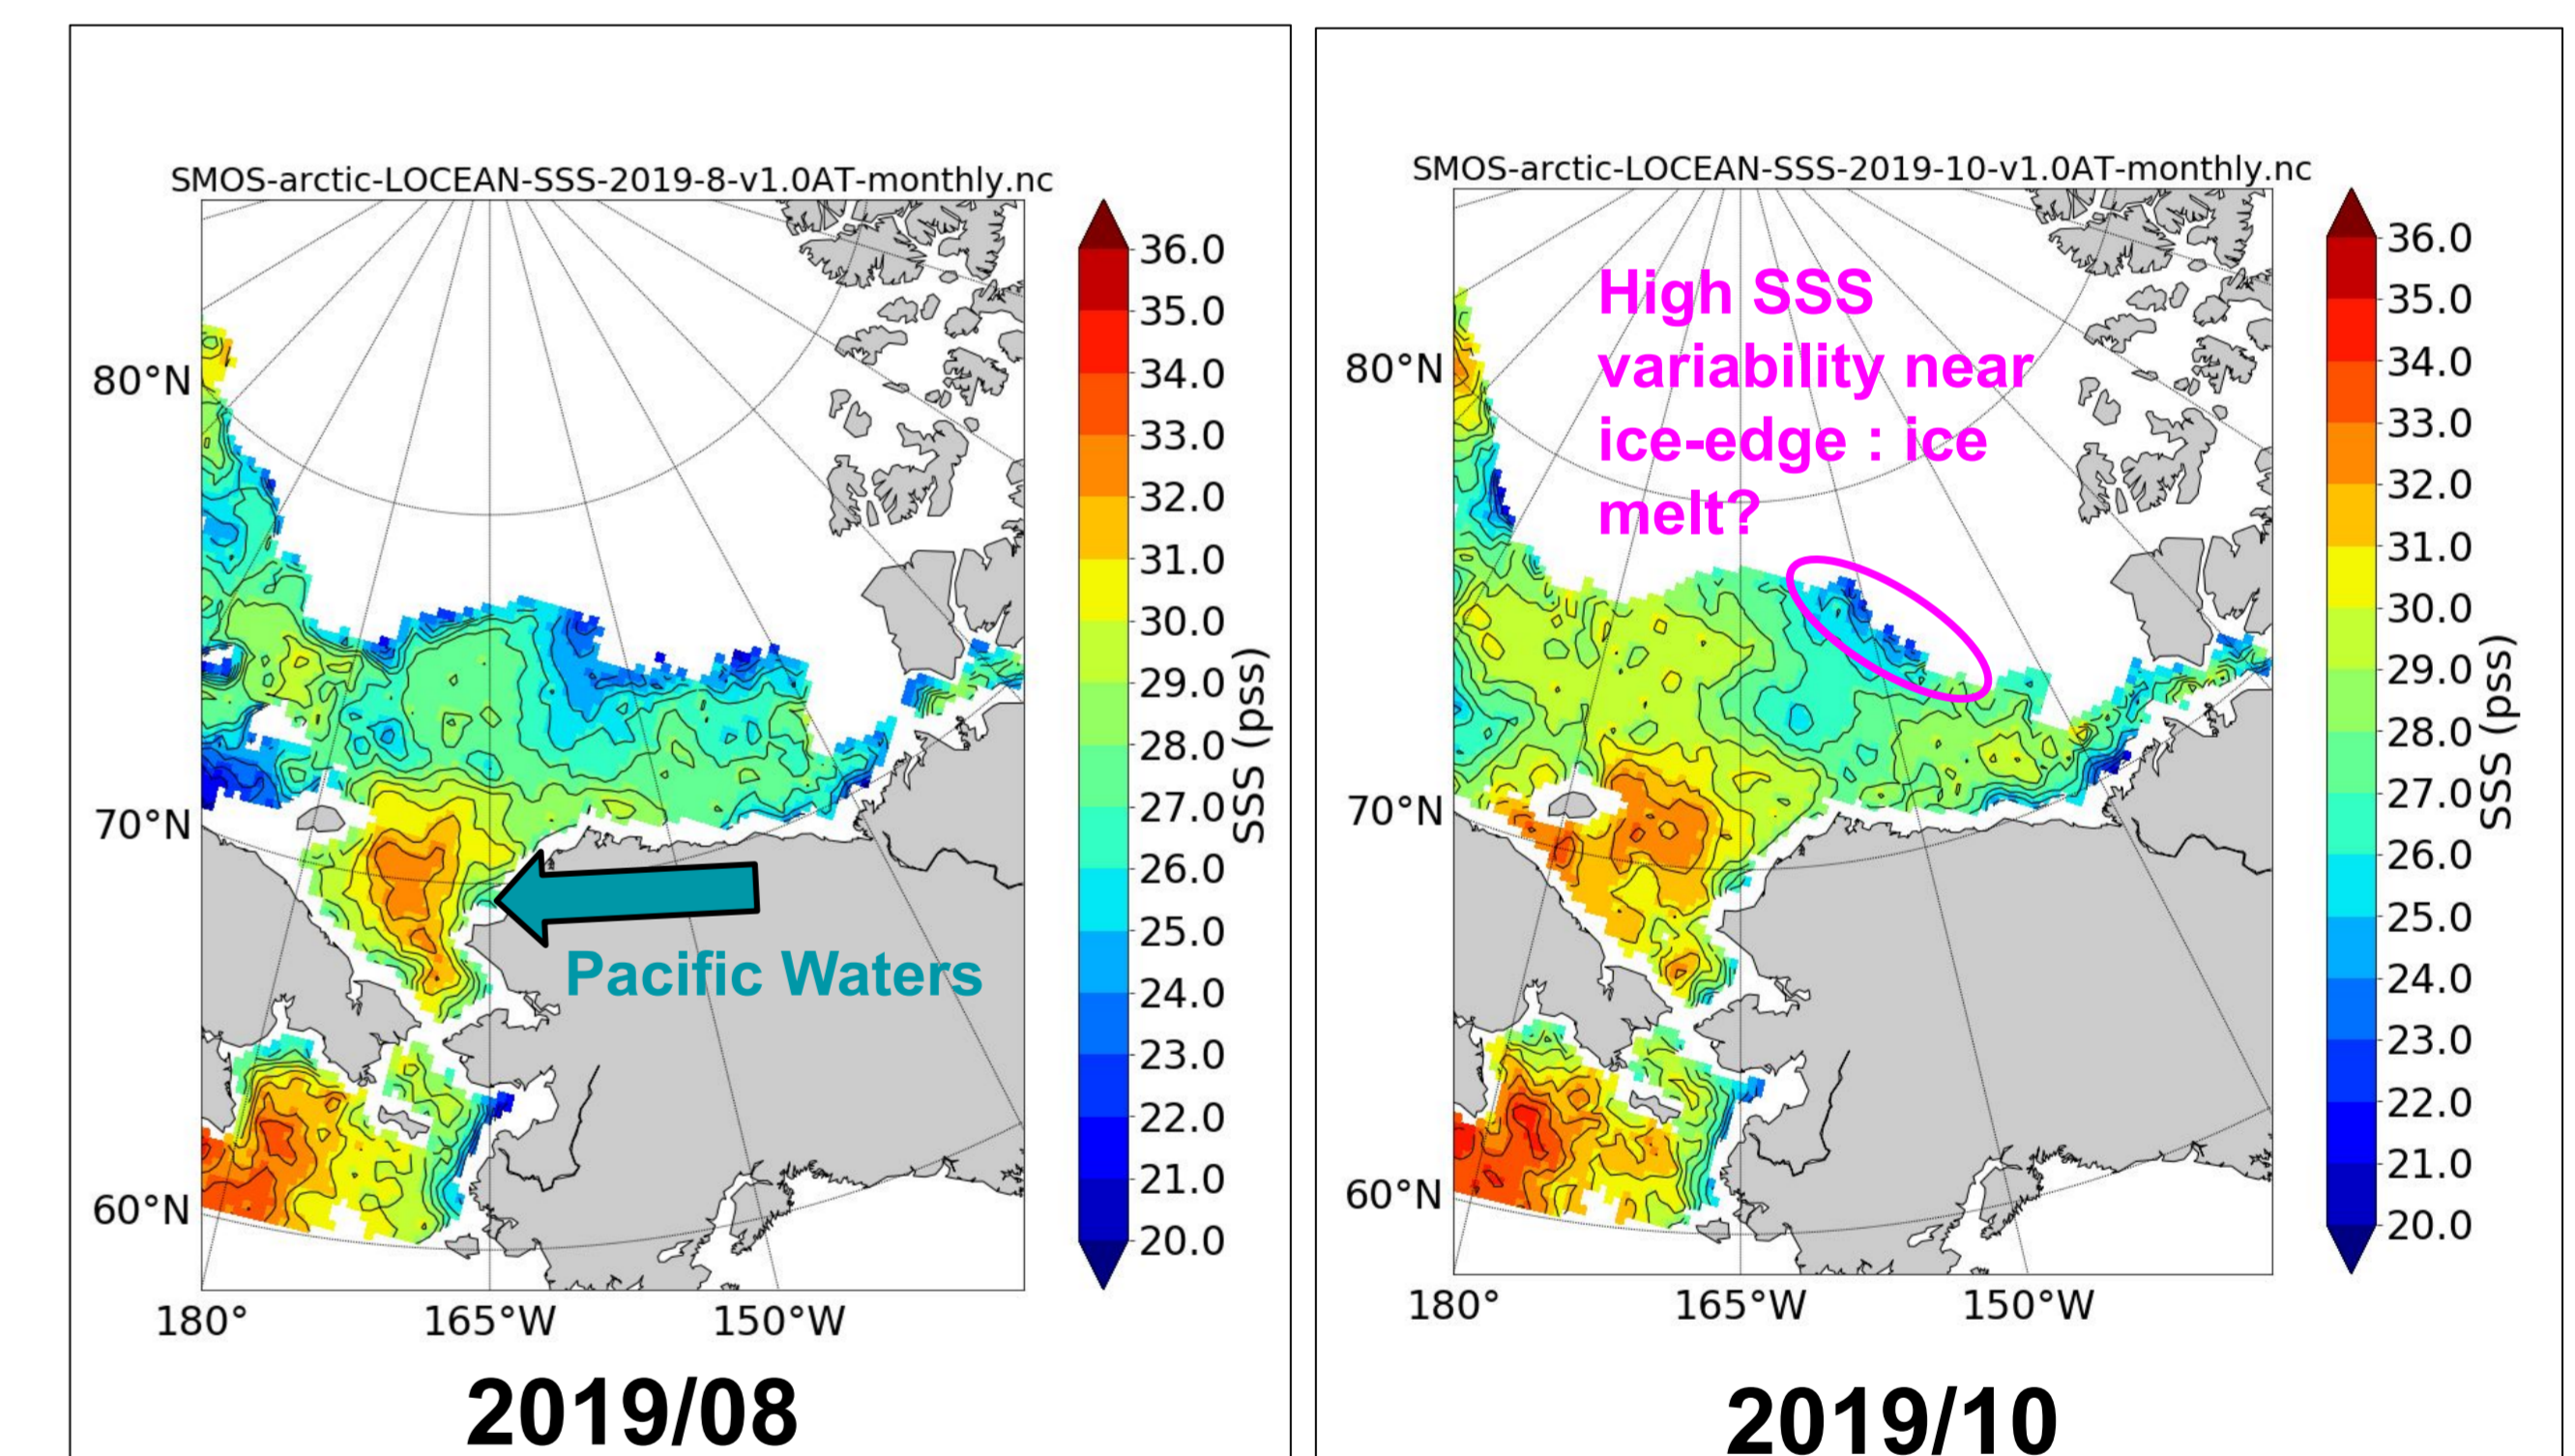 SMOS-arctic-LOCEAN-SSS-2019-8-v1.0AT-monthly.nc
80°N
70°N
60°N
180°
165°W
150°W
Pacific Waters
36.0
35.0
34.0
33.0
32.0
31.0
30.0
29.0
28.0
27.0
26.0
25.0
24.0
23.0
22.0
21.0
20.0
SSS (pss)
2019/08
SMOS-arctic-LOCEAN-SSS-2019-10-v1.0AT-monthly.nc
High SSS
variability near
ice-edge : ice
melt?
80°N
70°N
60°N
180°
165°W
150°W
36.0
35.0
34.0
33.0
32.0
31.0
30.0
29.0
28.0
27.0
26.0
25.0
24.0
23.0
22.0
21.0
20.0
SSS (pss)
2019/10